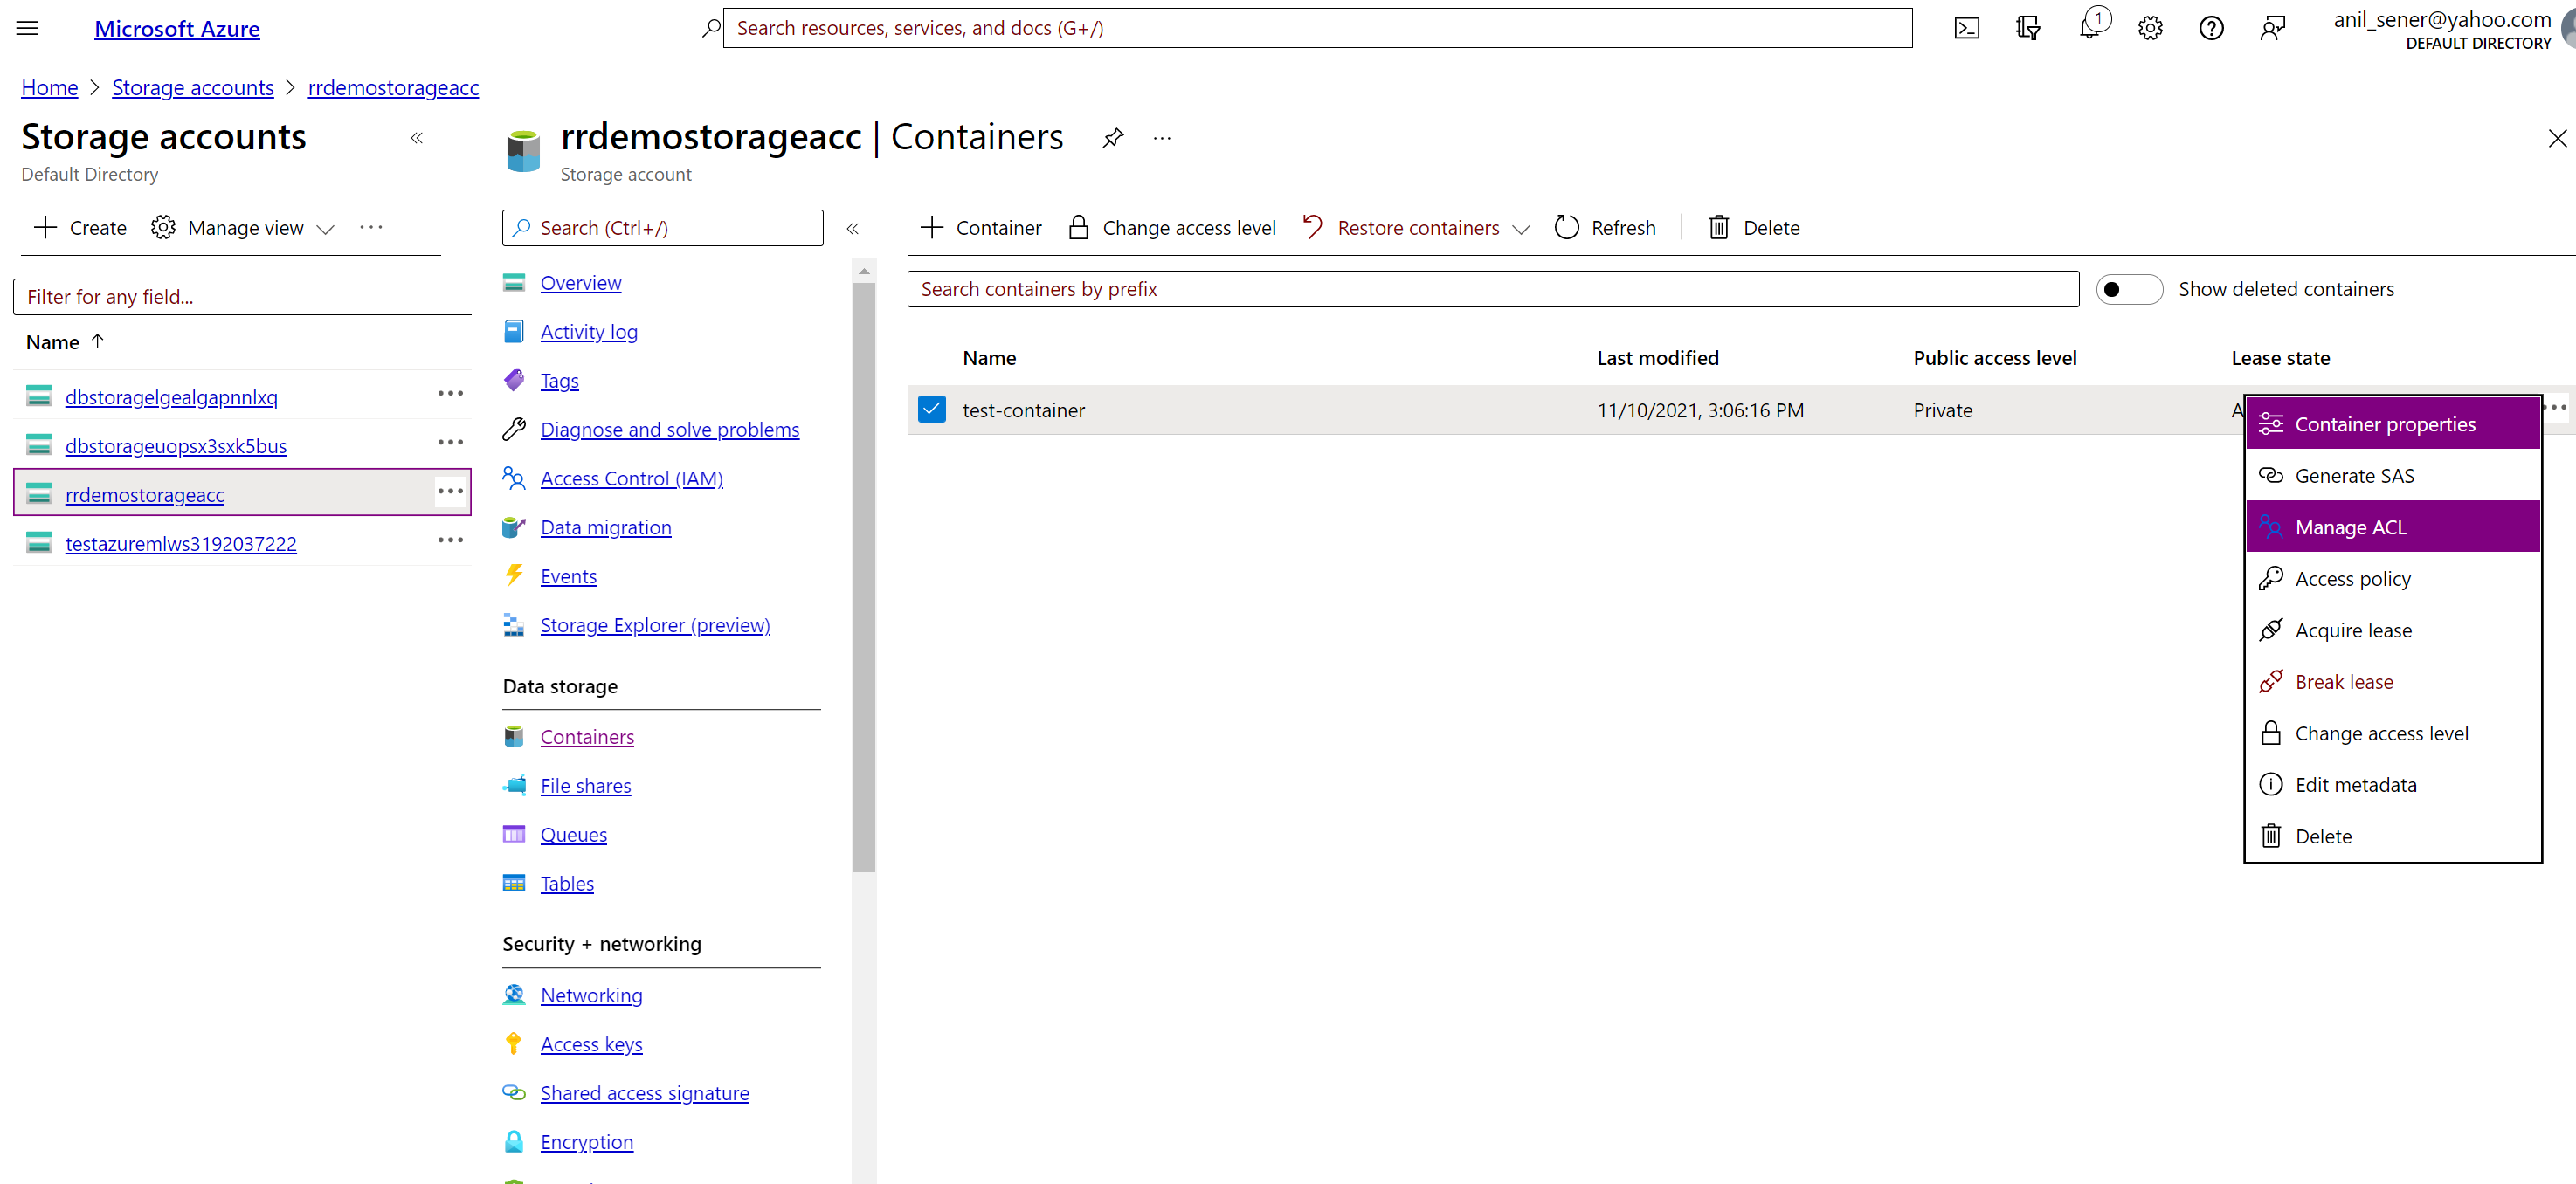 Microsoft Azure
Search resources, services, and docs (G+/)
1
anil_sener@yahoo.com
DEFAULT DIRECTORY
Home > Storage accounts > rrdemostorageacc
Storage accounts «
Default Directory
+ Create Manage view ···
Filter for any field...
Name ↑
dbstoragelgealgapnnlxq ···
dbstorageuopsx3sxk5bus ···
rrdemostorageacc ···
testazuremlws3192037222 ···
rrdemostorageacc | Containers ···
Storage account
Search (Ctrl+/) «
Overview
Activity log
Tags
Diagnose and solve problems
Access Control (IAM)
Data migration
Events
Storage Explorer (preview)
Data storage
Containers
File shares
Queues
Tables
Security + networking
Networking
Access keys
Shared access signature
Encryption
+ Container Change access level Restore containers Refresh Delete
Search containers by prefix
Show deleted containers
Name Last modified Public access level Lease state
test-container 11/10/2021, 3:06:16 PM Private
Container properties
Generate SAS
Manage ACL
Access policy
Acquire lease
Break lease
Change access level
Edit metadata
Delete